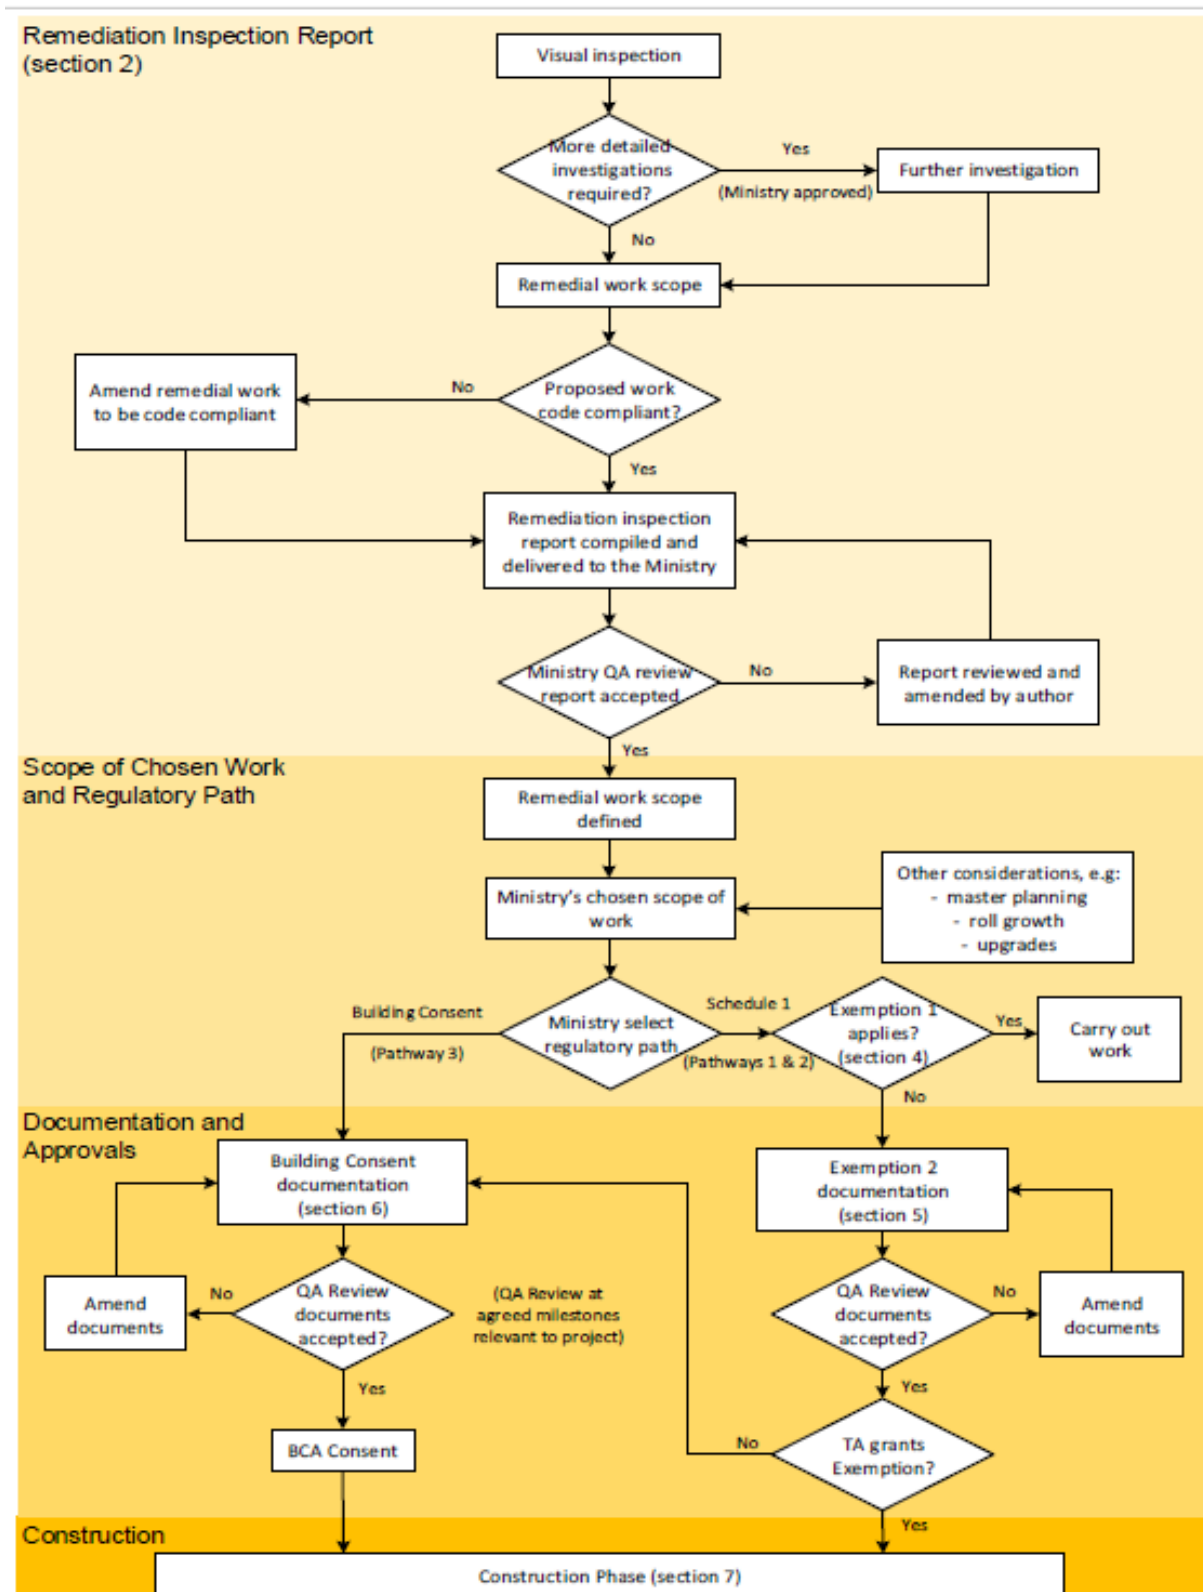 Remediation Inspection Report
(section 2)
Visual inspection
More detailed
investigations
required?
Yes
(Ministry approved)
Further investigation
No
Remedial work scope
Amend remedial work
to be code compliant
No
Proposed work
code compliant?
Yes
Remediation inspection
report compiled and
delivered to the Ministry
Ministry QA review
report accepted
No
Report reviewed and
amended by author
Yes
Scope of Chosen Work
and Regulatory Path
Remedial work scope
defined
Ministry's chosen scope of
work
Other considerations, e.g:
- master planning
- roll growth
- upgrades
Building Consent
(Pathway 3)
Ministry select
regulatory path
Schedule 1
(Pathways 1 & 2)
Exemption 1
applies?
(section 4)
Yes
Carry out
work
No
Documentation and
Approvals
Building Consent
documentation
(section 6)
Exemption 2
documentation
(section 5)
Amend
documents
No
QA Review
documents
accepted?
(QA Review at
agreed milestones
relevant to project)
QA Review
documents
accepted?
No
Amend
documents
Yes
Yes
BCA Consent
No
TA grants
Exemption?
Yes
Construction
Construction Phase (section 7)